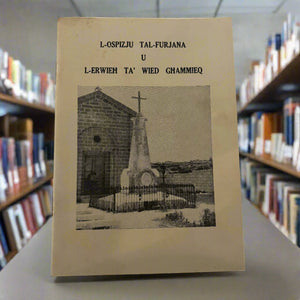 L-OSPIZJU TAL-FURJANA
U
L-ERWIEH TA' WIED GHAMMIEQ